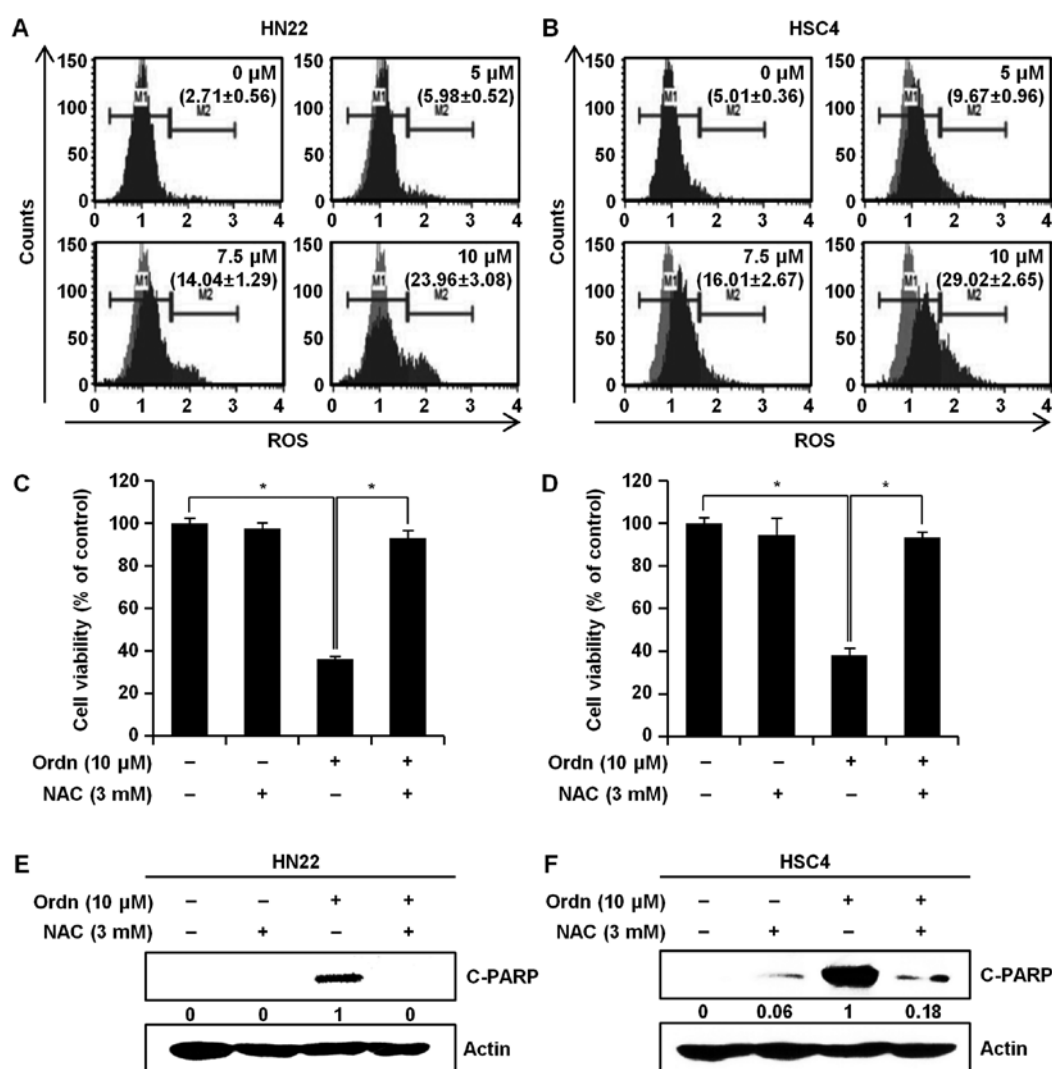 A
HN22
Counts
150
100
50
0
0 1 2 3 4
0 µM
(2.71±0.56)
M1
M2
150
100
50
0
0 1 2 3 4
5 µM
(5.98±0.52)
M1
M2
150
100
50
0
0 1 2 3 4
7.5 µM
(14.04±1.29)
M1
M2
150
100
50
0
0 1 2 3 4
10 µM
(23.96±3.08)
M1
M2
ROS
B
HSC4
Counts
150
100
50
0
0 1 2 3 4
0 µM
(5.01±0.36)
M1
M2
150
100
50
0
0 1 2 3 4
5 µM
(9.67±0.96)
M1
M2
150
100
50
0
0 1 2 3 4
7.5 µM
(16.01±2.67)
M1
M2
150
100
50
0
0 1 2 3 4
10 µM
(29.02±2.65)
M1
M2
ROS
C
Cell viability (% of control)
120
100
80
60
40
20
0
* *
Ordn (10 µM) – – + +
NAC (3 mM) – + – +
D
Cell viability (% of control)
120
100
80
60
40
20
0
* *
Ordn (10 µM) – – + +
NAC (3 mM) – + – +
E
HN22
Ordn (10 µM) – – + +
NAC (3 mM) – + – +
C-PARP
0 0 1 0
Actin
F
HSC4
Ordn (10 µM) – – + +
NAC (3 mM) – + – +
C-PARP
0 0.06 1 0.18
Actin